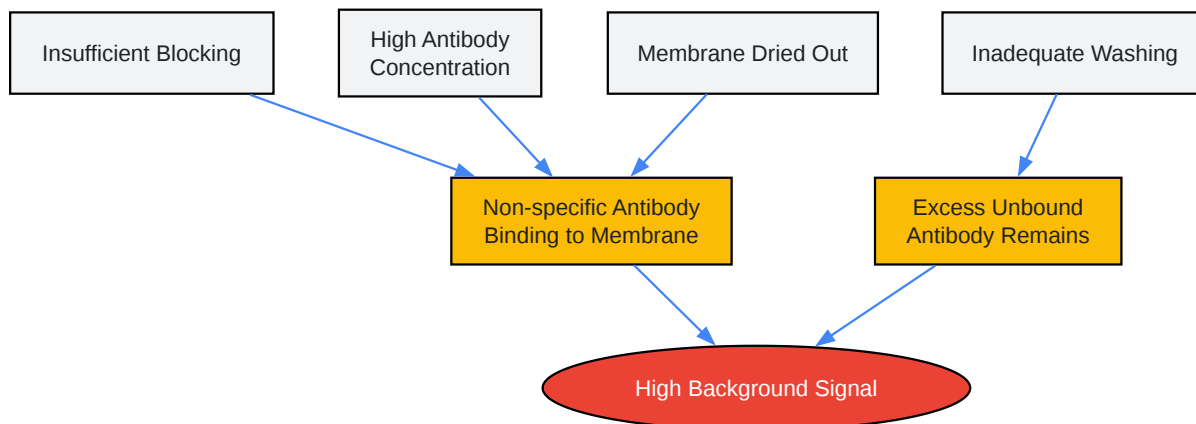 Insufficient Blocking
High Antibody
Concentration
Membrane Dried Out
Inadequate Washing
Non-specific Antibody
Binding to Membrane
Excess Unbound
Antibody Remains
High Background Signal